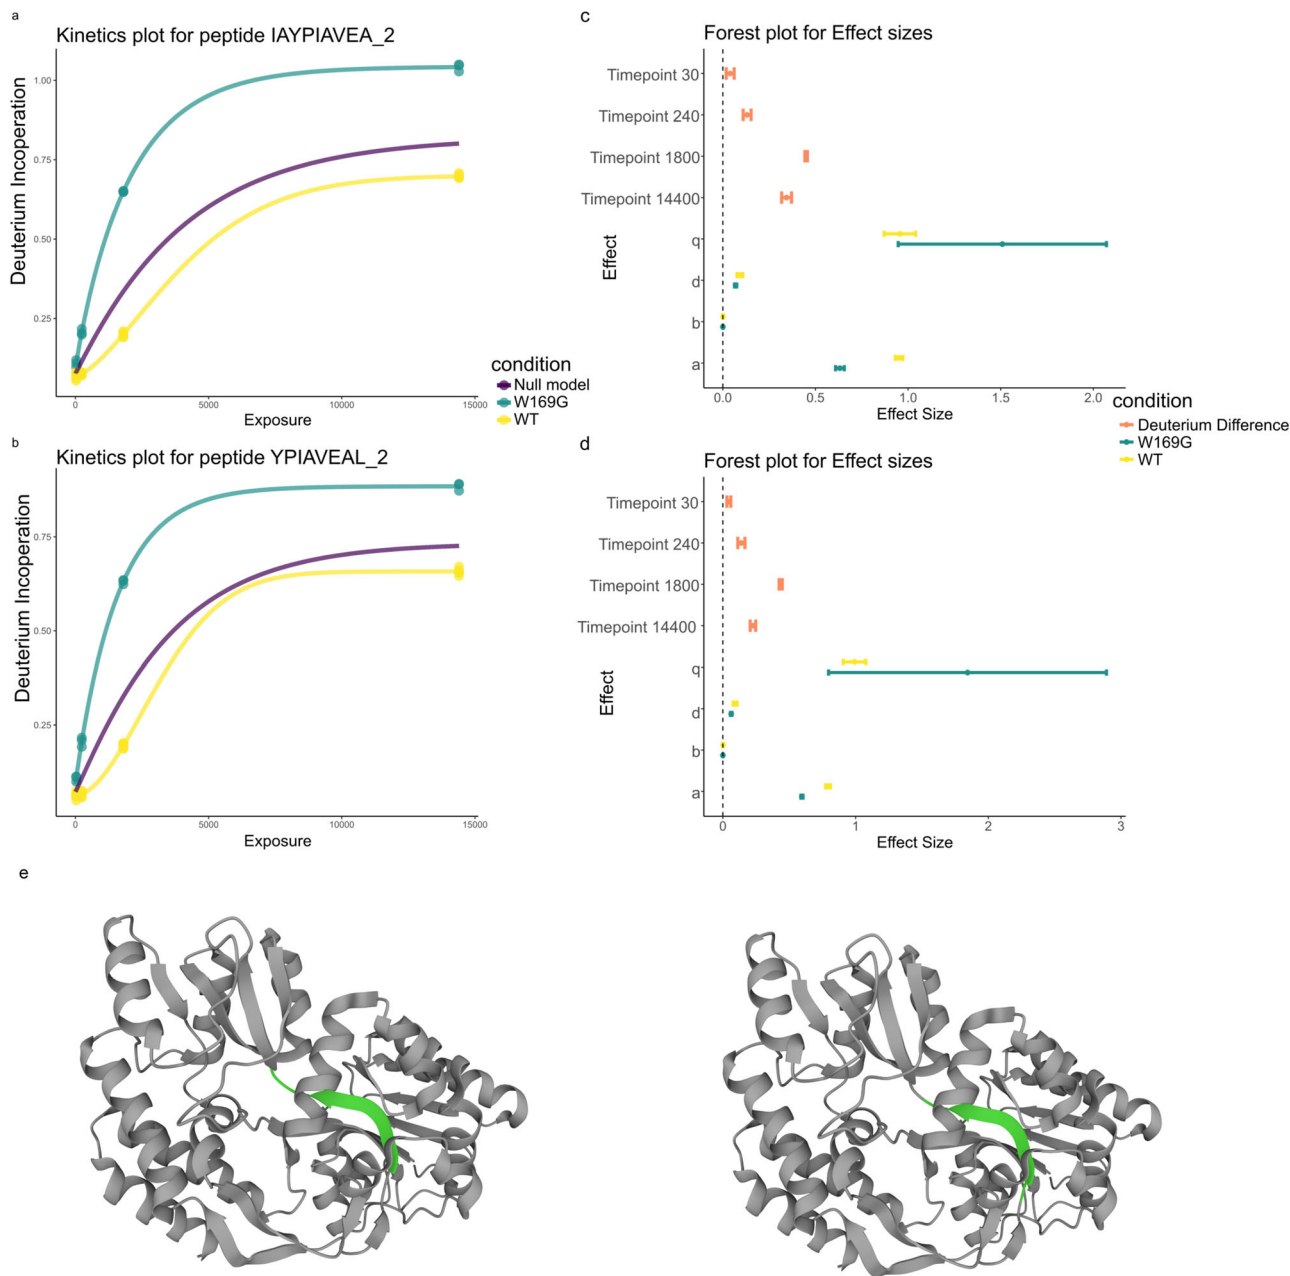 a
Kinetics plot for peptide IAYPIAVEA_2
1.00
0.75
0.50
0.25
Deuterium Incoperation
0
5000
10000
15000
Exposure
condition
Null model
W169G
WT
b
Kinetics plot for peptide YPIAVEAL_2
0.75
0.50
0.25
Deuterium Incoperation
0
5000
10000
15000
Exposure
c
Forest plot for Effect sizes
Timepoint 30
Timepoint 240
Timepoint 1800
Timepoint 14400
q
d
b
a
Effect
0.0
0.5
1.0
1.5
2.0
Effect Size
condition
Deuterium Difference
W169G
WT
d
Forest plot for Effect sizes
Timepoint 30
Timepoint 240
Timepoint 1800
Timepoint 14400
q
d
b
a
Effect
0
1
2
3
Effect Size
e